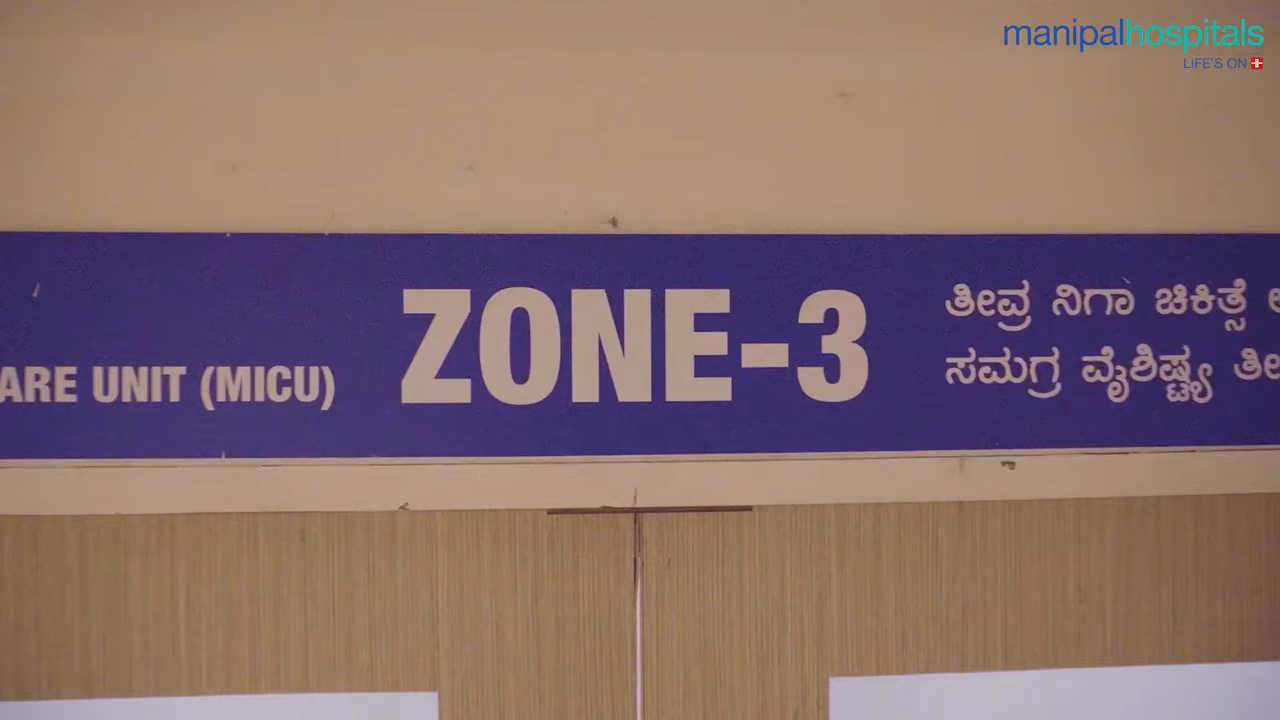 manipalhospitals
LIFE'S ON
ARE UNIT (MICU)
ZONE-3
ತೀವ್ರ ನಿಗಾ ಚಿಕಿತ್ಸೆ
ಸಮಗ್ರ ವೈಶಿಷ್ಟ್ಯ ತೀ